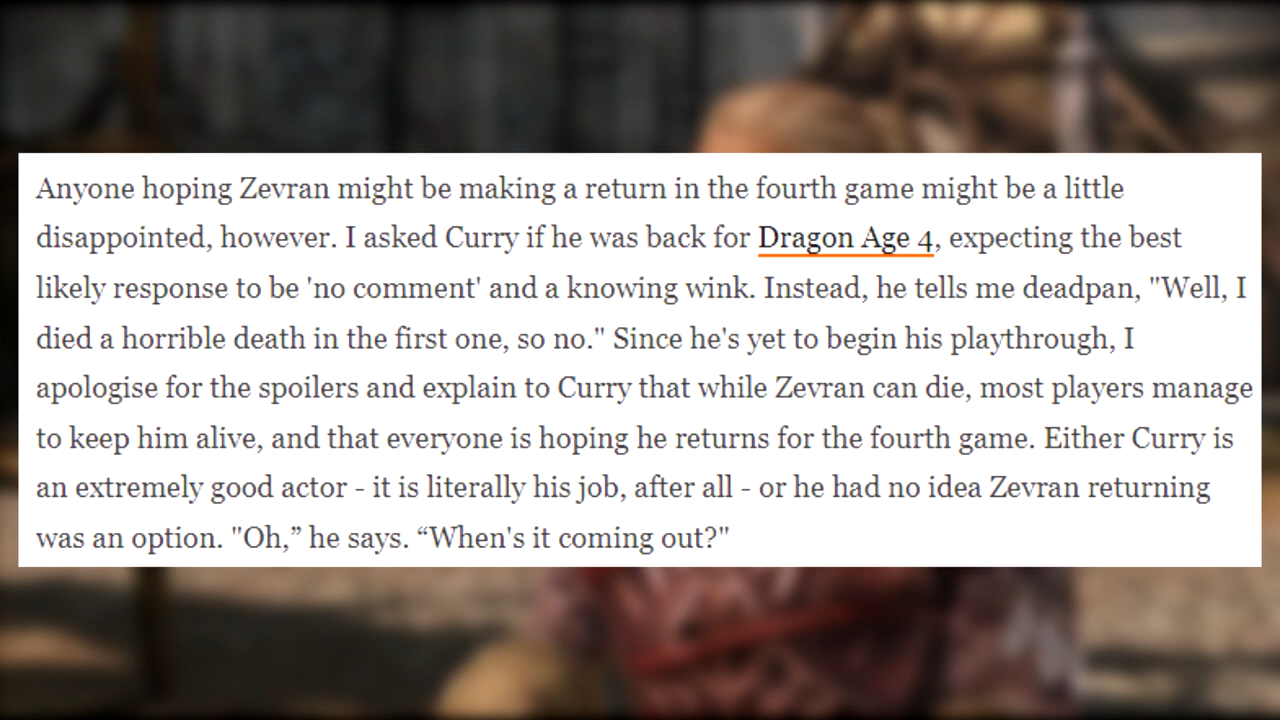 Anyone hoping Zevran might be making a return in the fourth game might be a little
disappointed, however. I asked Curry if he was back for Dragon Age 4, expecting the best
likely response to be 'no comment' and a knowing wink. Instead, he tells me deadpan, "Well, I
died a horrible death in the first one, so no." Since he's yet to begin his playthrough, I
apologise for the spoilers and explain to Curry that while Zevran can die, most players manage
to keep him alive, and that everyone is hoping he returns for the fourth game. Either Curry is
an extremely good actor - it is literally his job, after all - or he had no idea Zevran returning
was an option. "Oh,” he says. “When's it coming out?"